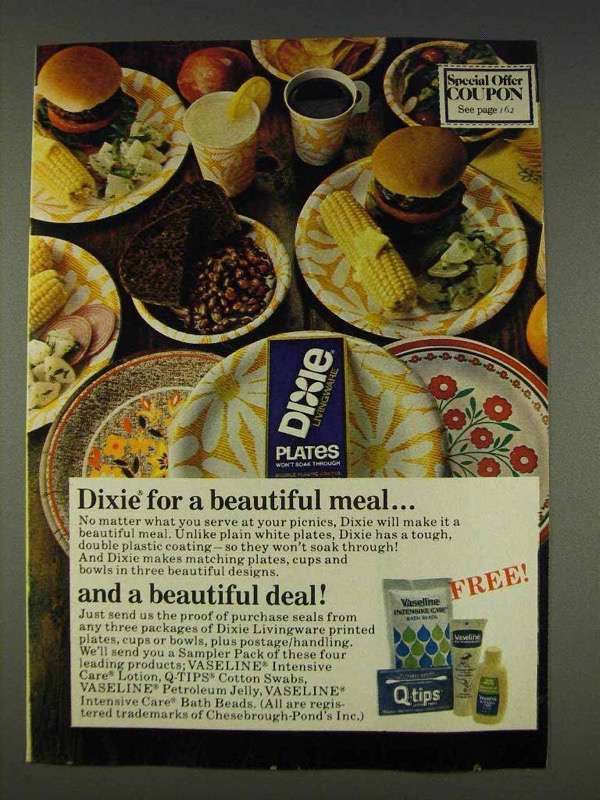 Special Offer
COUPON
See page 162
Dixie®
LIVINGWARE
PLATES
WON'T SOAK THROUGH
Dixie® for a beautiful meal...
No matter what you serve at your picnics, Dixie will make it a
beautiful meal. Unlike plain white plates, Dixie has a tough,
double plastic coating—so they won't soak through!
And Dixie makes matching plates, cups and
bowls in three beautiful designs.
and a beautiful deal!
Just send us the proof of purchase seals from
any three packages of Dixie Livingware printed
plates, cups or bowls, plus postage/handling.
We'll send you a Sampler Pack of these four
leading products; VASELINE® Intensive
Care® Lotion, Q-TIPS® Cotton Swabs,
VASELINE® Petroleum Jelly, VASELINE®
Intensive Care® Bath Beads. (All are regis-
tered trademarks of Chesebrough-Pond's Inc.)
FREE!
Vaseline
INTENSIVE CARE
BATH BEADS
Vaseline
Q-tips